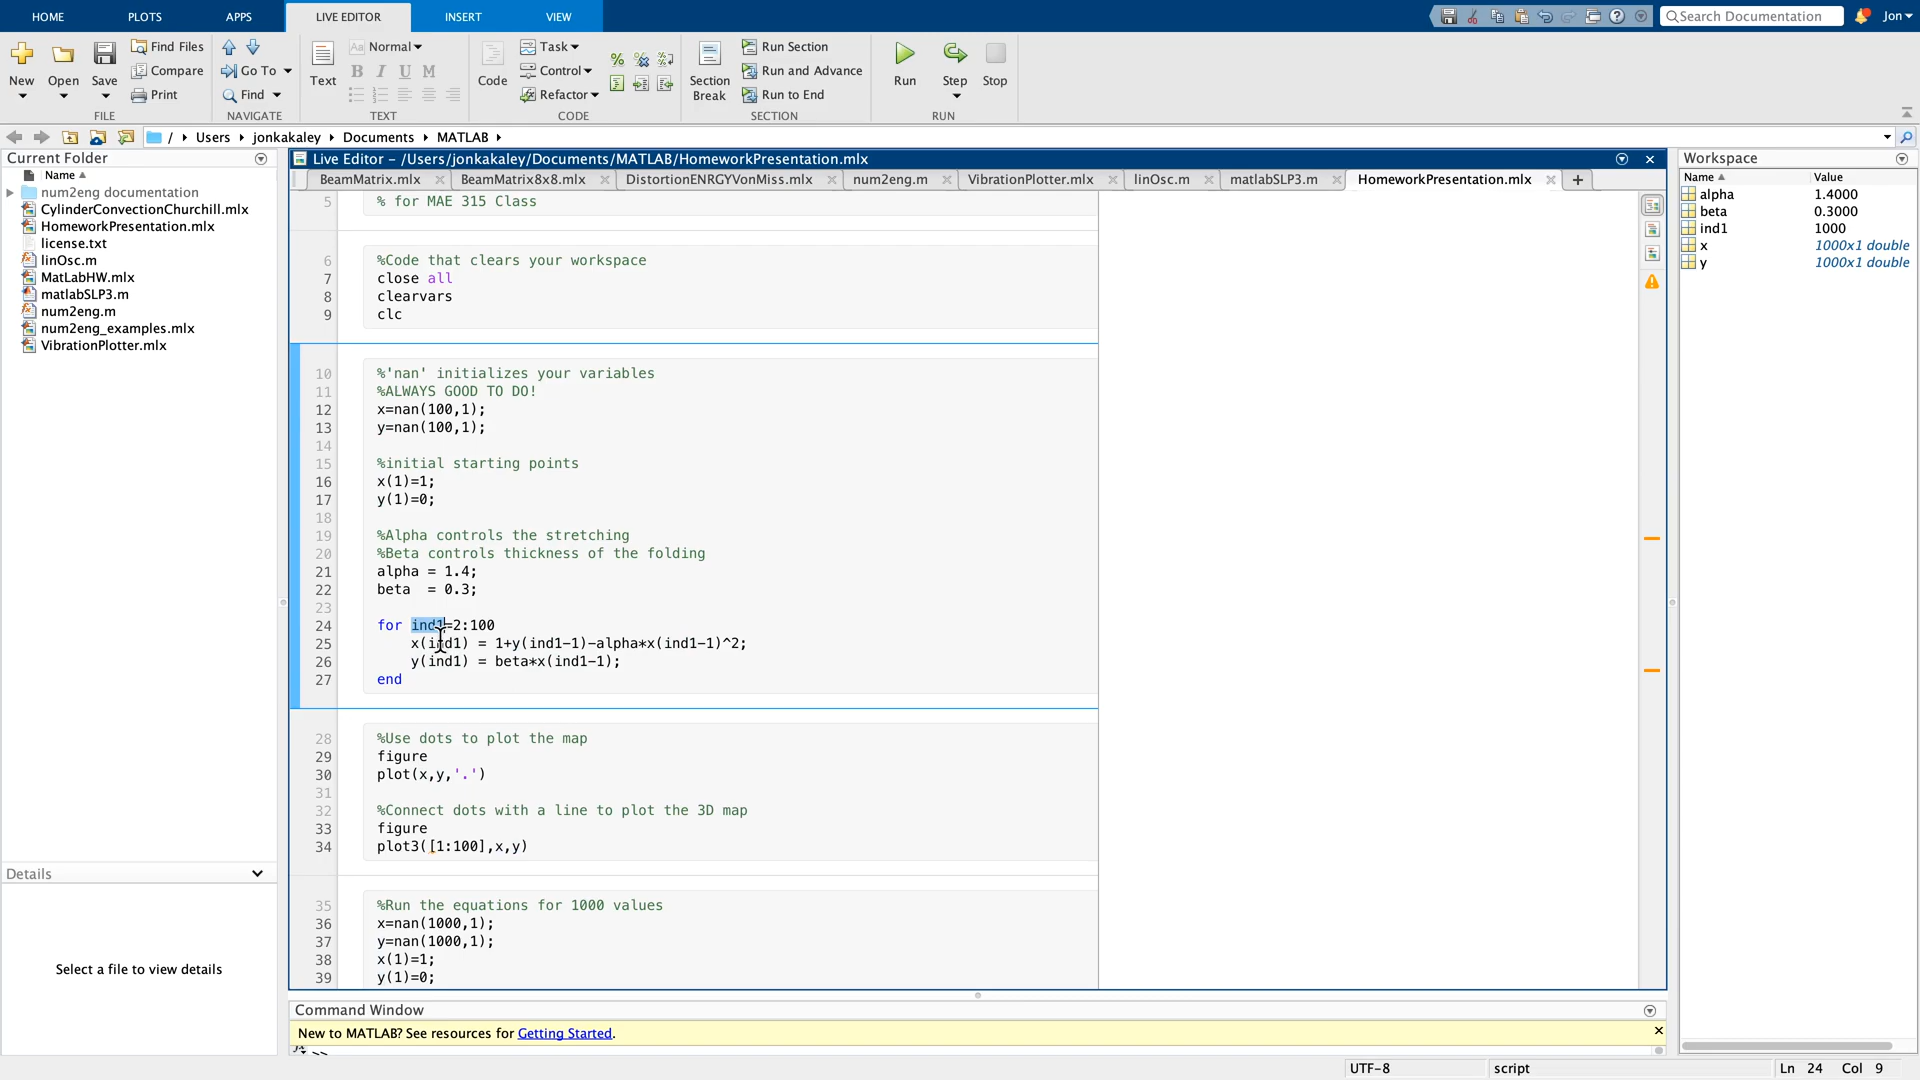 HOME
PLOTS
APPS
LIVE EDITOR
INSERT
VIEW
Search Documentation
Jon
New
Open
Save
Find Files
Compare
Print
FILE
Go To
Find
NAVIGATE
Text
Aa Normal
B I U M
TEXT
Code
Task
Control
Refactor
CODE
Section
Break
Run Section
Run and Advance
Run to End
SECTION
Run
Step
Stop
RUN
/ Users jonkakaley Documents MATLAB
Current Folder
Name
num2eng documentation
CylinderConvectionChurchill.mlx
HomeworkPresentation.mlx
license.txt
linOsc.m
MatLabHW.mlx
matlabSLP3.m
num2eng.m
num2eng_examples.mlx
VibrationPlotter.mlx
Details
Select a file to view details
Live Editor - /Users/jonkakaley/Documents/MATLAB/HomeworkPresentation.mlx
BeamMatrix.mlx
BeamMatrix8x8.mlx
DistortionENRGYVonMiss.mlx
num2eng.m
VibrationPlotter.mlx
linOsc.m
matlabSLP3.m
HomeworkPresentation.mlx
5 % for MAE 315 Class
6 %Code that clears your workspace
7 close all
8 clearvars
9 clc
10 %'nan' initializes your variables
11 %ALWAYS GOOD TO DO!
12 x=nan(100,1);
13 y=nan(100,1);
14
15 %initial starting points
16 x(1)=1;
17 y(1)=0;
18
19 %Alpha controls the stretching
20 %Beta controls thickness of the folding
21 alpha = 1.4;
22 beta  = 0.3;
23
24 for ind1=2:100
25 x(ind1) = 1+y(ind1-1)-alpha*x(ind1-1)^2;
26 y(ind1) = beta*x(ind1-1);
27 end
28 %Use dots to plot the map
29 figure
30 plot(x,y,'.')
31
32 %Connect dots with a line to plot the 3D map
33 figure
34 plot3([1:100],x,y)
35 %Run the equations for 1000 values
36 x=nan(1000,1);
37 y=nan(1000,1);
38 x(1)=1;
39 y(1)=0;
Command Window
New to MATLAB? See resources for Getting Started.
fx >>
Workspace
Name Value
alpha 1.4000
beta 0.3000
ind1 1000
x 1000x1 double
y 1000x1 double
UTF-8
script
Ln 24 Col 9